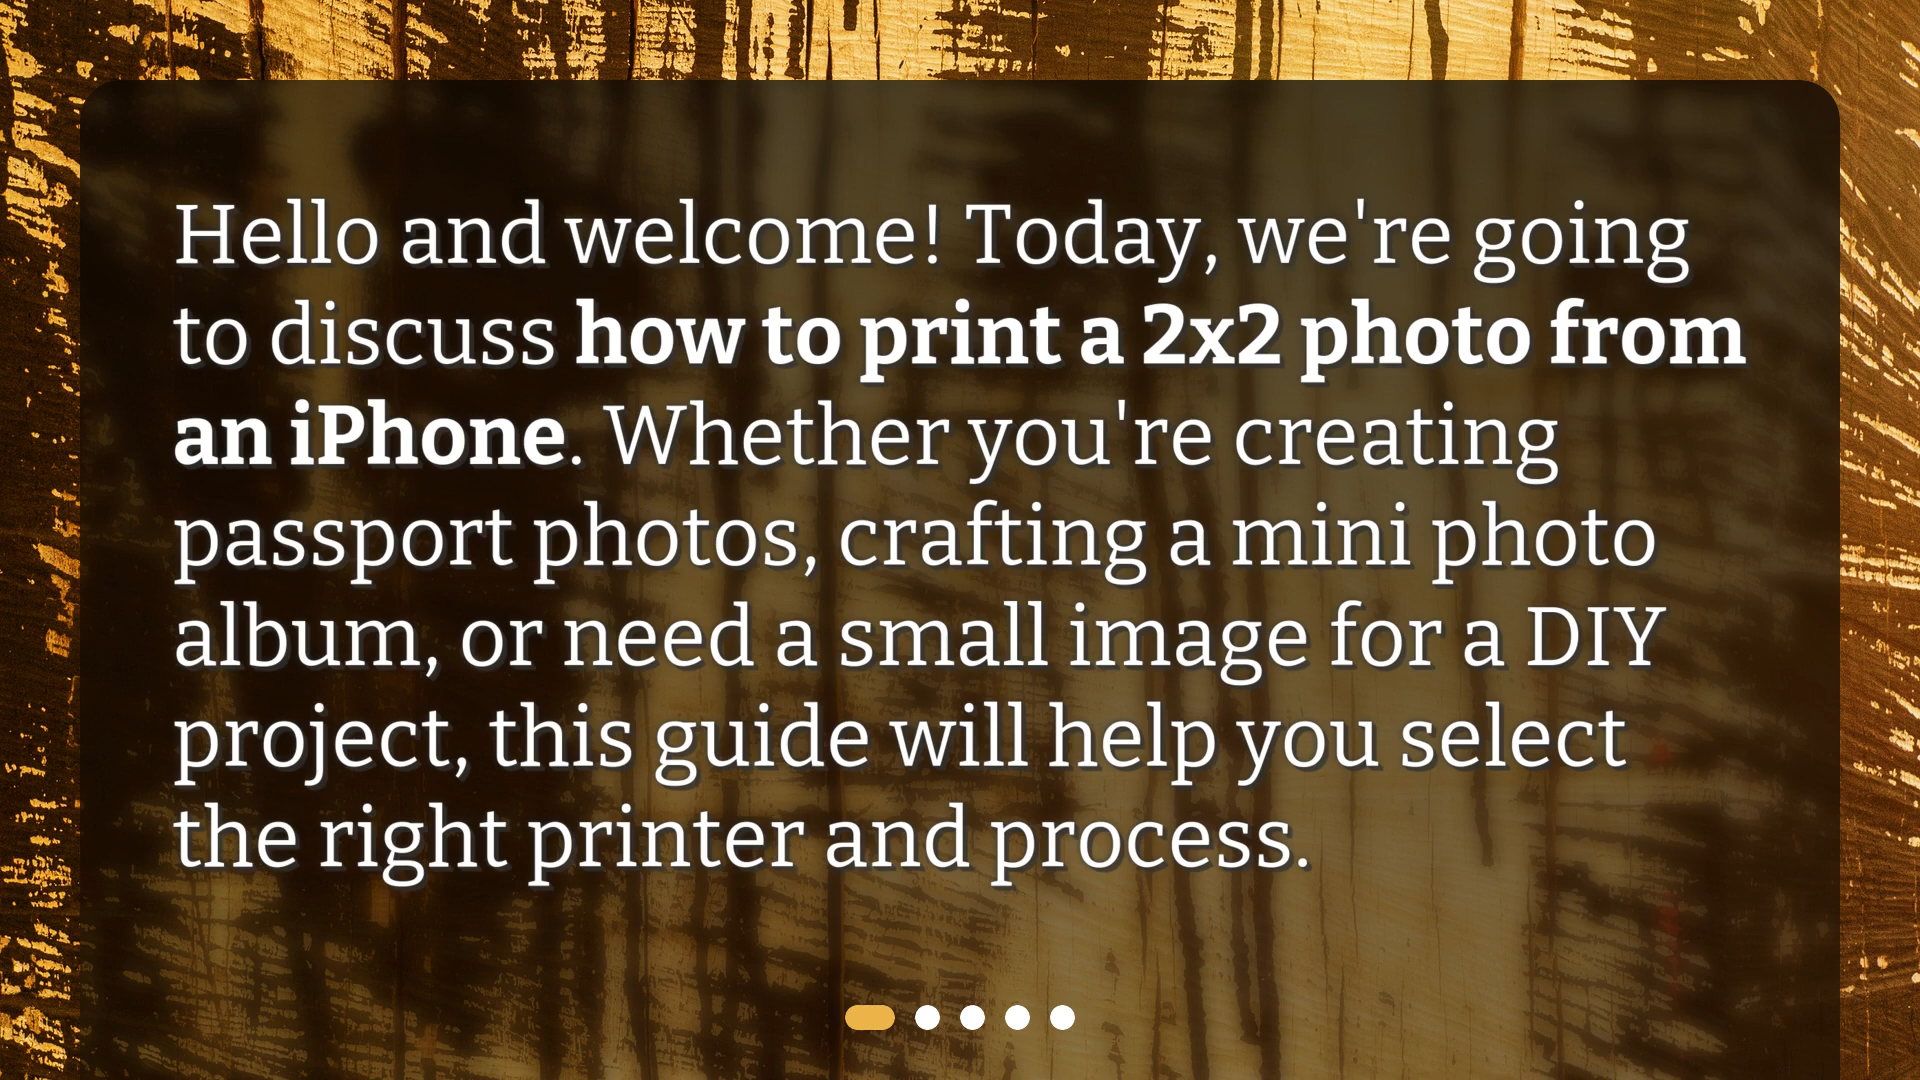 Hello and welcome! Today, we're going
to discuss how to print a 2x2 photo from
an iPhone. Whether you're creating
passport photos, crafting a mini photo
album, or need a small image for a DIY
project, this guide will help you select
the right printer and process.